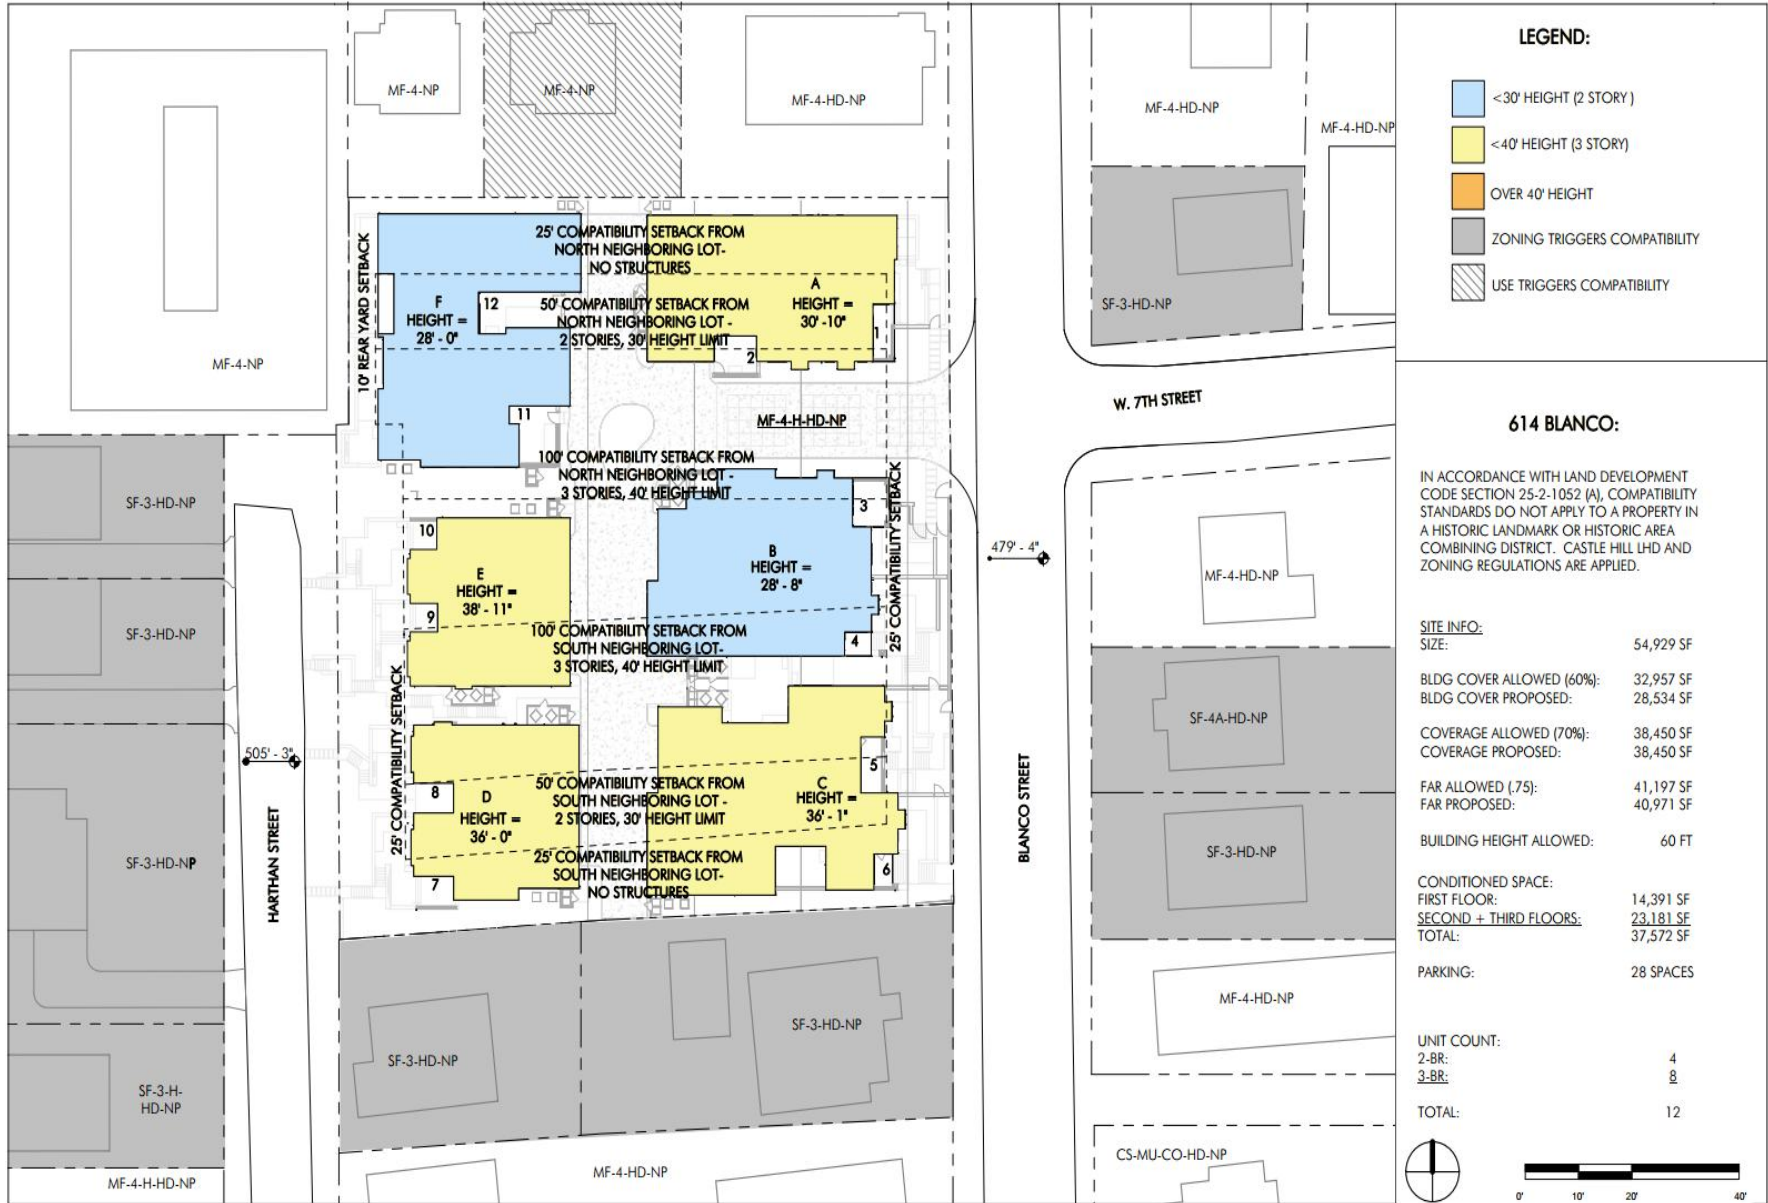 MF-4-NP
MF-4-NP
MF-4-HD-NP
MF-4-HD-NP
MF-4-HD-NP
MF-4-NP
SF-3-HD-NP
10' REAR YARD SETBACK
25' COMPATIBILITY SETBACK FROM
NORTH NEIGHBORING LOT-
NO STRUCTURES
F
HEIGHT =
28' - 0"
12
50' COMPATIBILITY SETBACK FROM
NORTH NEIGHBORING LOT -
2 STORIES, 30' HEIGHT LIMIT
A
HEIGHT =
30' -10"
1
2
11
MF-4-H-HD-NP
W. 7TH STREET
100' COMPATIBILITY SETBACK FROM
NORTH NEIGHBORING LOT -
3 STORIES, 40' HEIGHT LIMIT
25' COMPATIBILITY SETBACK
SF-3-HD-NP
3
10
E
HEIGHT =
38' - 11"
9
B
HEIGHT =
28' - 8"
479' - 4"
MF-4-HD-NP
SF-3-HD-NP
100' COMPATIBILITY SETBACK FROM
SOUTH NEIGHBORING LOT-
3 STORIES, 40' HEIGHT LIMIT
4
25' COMPATIBILITY SETBACK
SF-4A-HD-NP
505' - 3"
5
8
D
HEIGHT =
36' - 0"
50' COMPATIBILITY SETBACK FROM
SOUTH NEIGHBORING LOT -
2 STORIES, 30' HEIGHT LIMIT
C
HEIGHT =
36' - 1"
HARTHAN STREET
BLANCO STREET
SF-3-HD-NP
SF-3-HD-NP
25' COMPATIBILITY SETBACK FROM
SOUTH NEIGHBORING LOT-
NO STRUCTURES
7
6
MF-4-HD-NP
SF-3-HD-NP
SF-3-HD-NP
SF-3-H-
HD-NP
CS-MU-CO-HD-NP
MF-4-HD-NP
MF-4-H-HD-NP
LEGEND:
<30' HEIGHT (2 STORY )
<40' HEIGHT (3 STORY)
OVER 40' HEIGHT
ZONING TRIGGERS COMPATIBILITY
USE TRIGGERS COMPATIBILITY
614 BLANCO:
IN ACCORDANCE WITH LAND DEVELOPMENT
CODE SECTION 25-2-1052 (A), COMPATIBILITY
STANDARDS DO NOT APPLY TO A PROPERTY IN
A HISTORIC LANDMARK OR HISTORIC AREA
COMBINING DISTRICT. CASTLE HILL LHD AND
ZONING REGULATIONS ARE APPLIED.
SITE INFO:
SIZE: 54,929 SF
BLDG COVER ALLOWED (60%): 32,957 SF
BLDG COVER PROPOSED: 28,534 SF
COVERAGE ALLOWED (70%): 38,450 SF
COVERAGE PROPOSED: 38,450 SF
FAR ALLOWED (.75): 41,197 SF
FAR PROPOSED: 40,971 SF
BUILDING HEIGHT ALLOWED: 60 FT
CONDITIONED SPACE:
FIRST FLOOR: 14,391 SF
SECOND + THIRD FLOORS: 23,181 SF
TOTAL: 37,572 SF
PARKING: 28 SPACES
UNIT COUNT:
2-BR: 4
3-BR: 8
TOTAL: 12
0' 10' 20' 40'